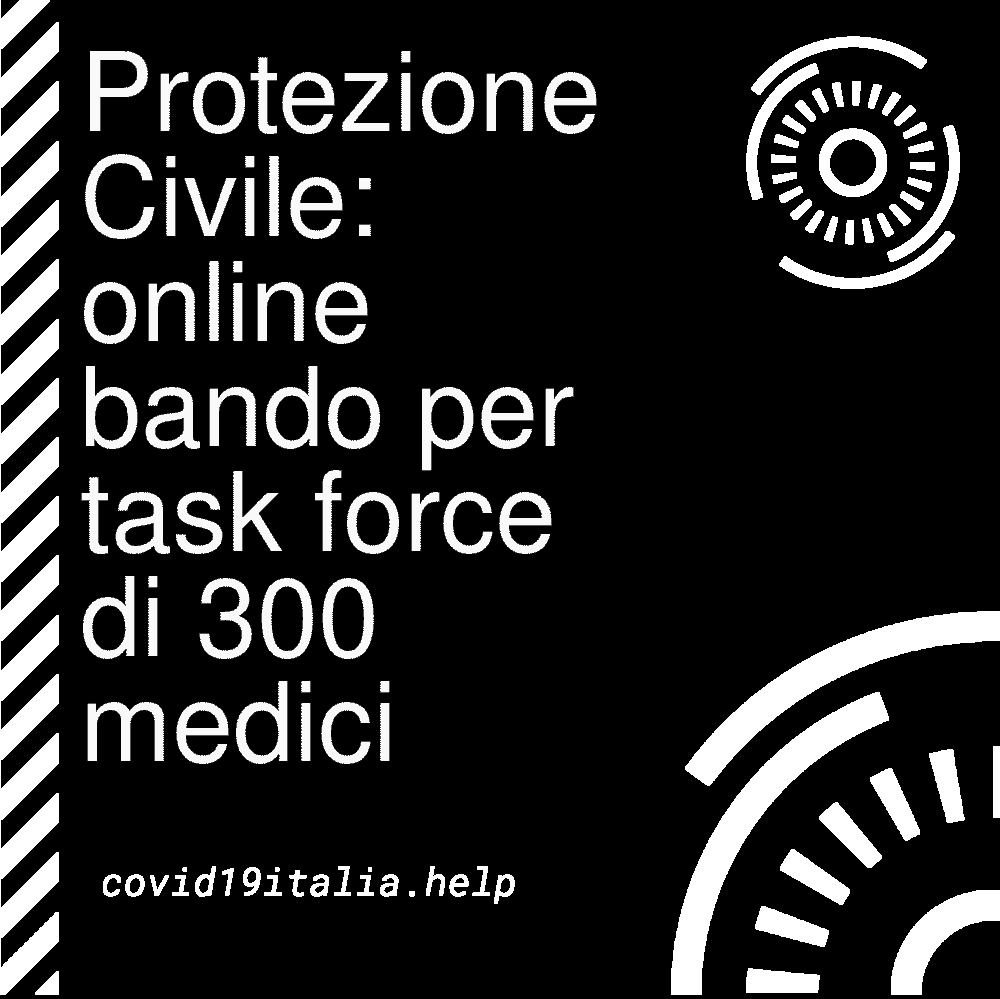 Protezione
Civile:
online
bando per
task force
di 300
medici
covid19italia.help